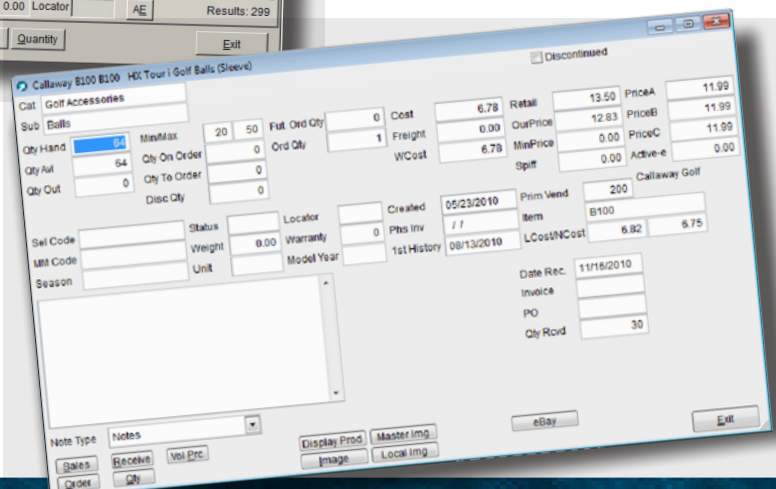 0.00 Locator AE Results: 299
Quantity Exit
Callaway B100 B100 HX Tour i Golf Balls (Sleeve)
Discontinued
Cat Golf Accessories
Sub Balls
Qty Hand 64 Min/Max 20 50 Fut. Ord Qty 0 Cost 6.78 Retail 13.50 PriceA 11.99
Qty Avl 54 Qty On Order 0 Ord Qty 1 Freight 0.00 OurPrice 12.83 PriceB 11.99
Qty Out 0 Qty To Order 0 WCost 6.78 MinPrice 0.00 PriceC 11.99
Disc Qty 0 Spiff 0.00 Active-e 0.00
Sel Code Status Locator Created 05/23/2010 Prim Vend 200 Callaway Golf
MM Code Weight 0.00 Warranty 0 Phs Inv / / Item B100
Season Unit Model Year 1st History 08/13/2010 LCost/NCost 6.82 6.75
Date Rec. 11/15/2010
Invoice
PO
Qty Rcvd 30
Note Type Notes
Sales Receive Vol Prc Display Prod Master Img eBay Exit
Order Qty Image Local Img